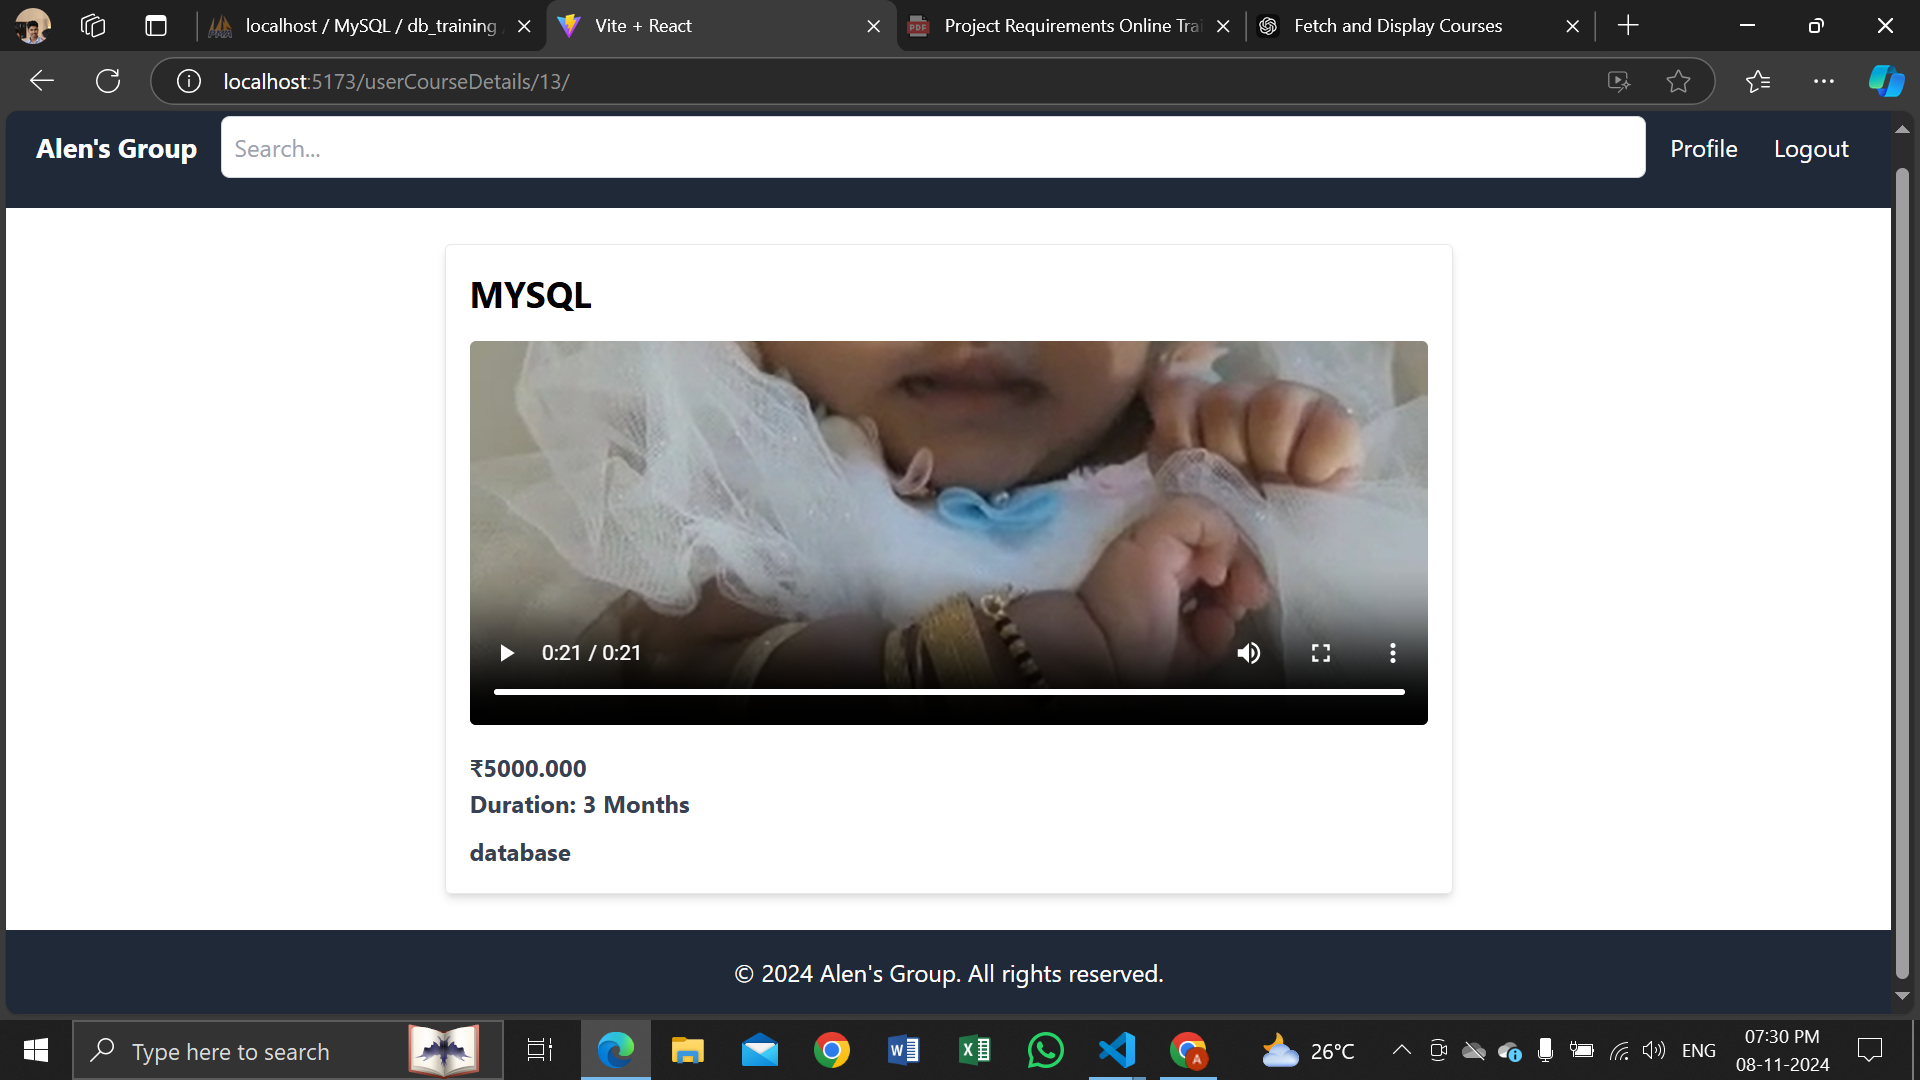 localhost / MySQL / db_training
Vite + React
Project Requirements Online Trai
Fetch and Display Courses
localhost:5173/userCourseDetails/13/
Alen's Group
Search...
Profile
Logout
MYSQL
0:21 / 0:21
₹5000.000
Duration: 3 Months
database
© 2024 Alen's Group. All rights reserved.
Type here to search
26°C
ENG
07:30 PM
08-11-2024